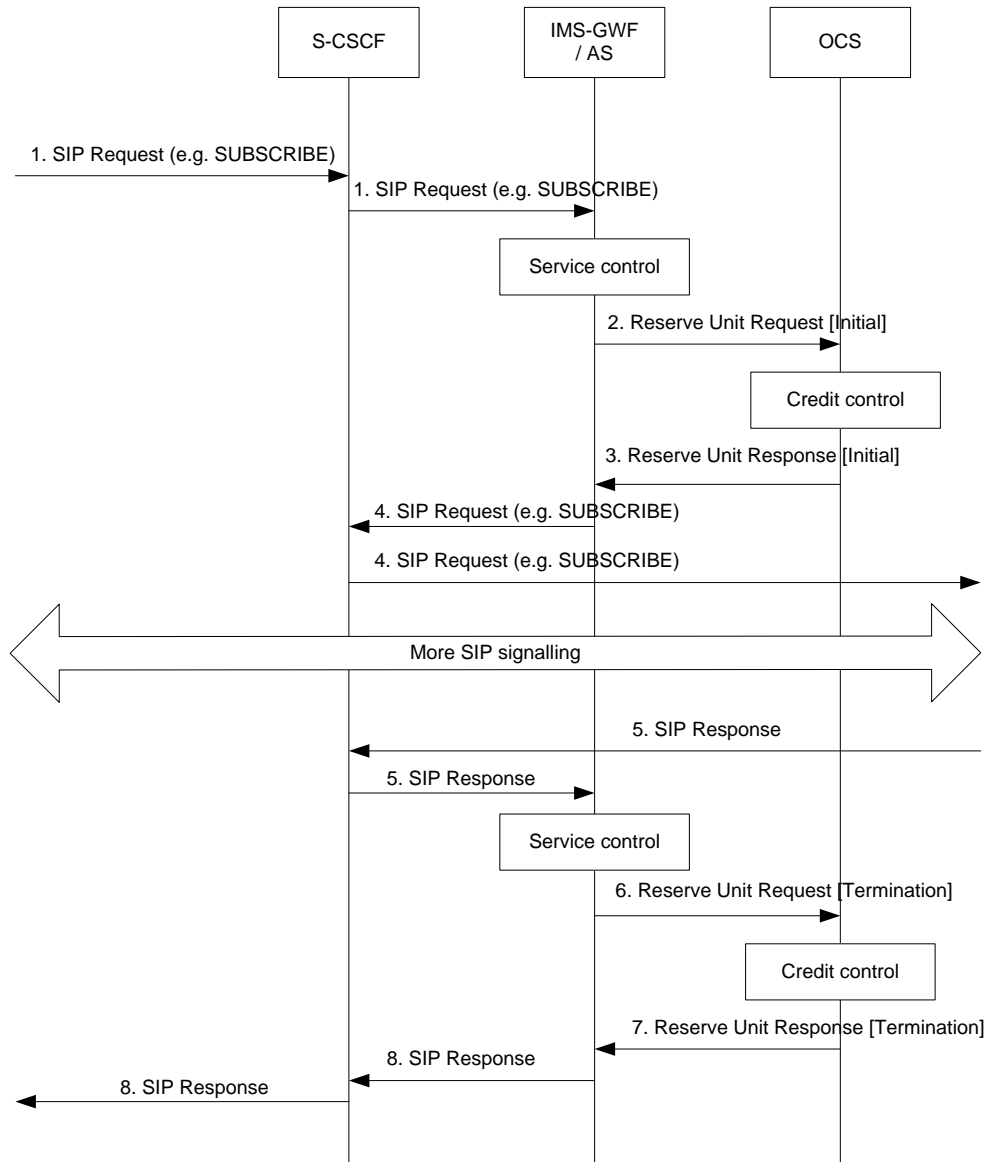 S-CSCF
IMS-GWF
/ AS
OCS
1. SIP Request (e.g. SUBSCRIBE)
1. SIP Request (e.g. SUBSCRIBE)
Service control
2. Reserve Unit Request [Initial]
Credit control
3. Reserve Unit Response [Initial]
4. SIP Request (e.g. SUBSCRIBE)
4. SIP Request (e.g. SUBSCRIBE)
More SIP signalling
5. SIP Response
5. SIP Response
Service control
6. Reserve Unit Request [Termination]
Credit control
7. Reserve Unit Response [Termination]
8. SIP Response
8. SIP Response